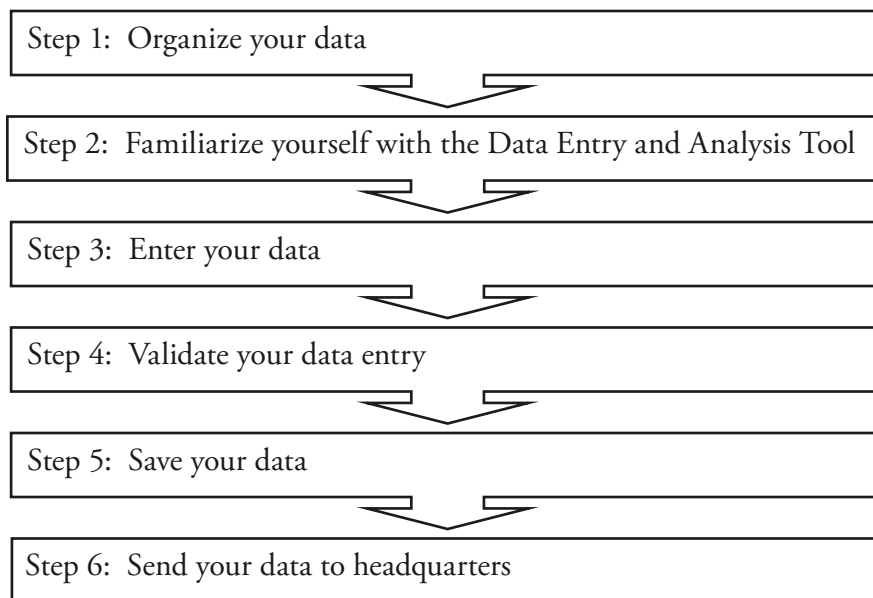 Step 1: Organize your data
Step 2: Familiarize yourself with the Data Entry and Analysis Tool
Step 3: Enter your data
Step 4: Validate your data entry
Step 5: Save your data
Step 6: Send your data to headquarters